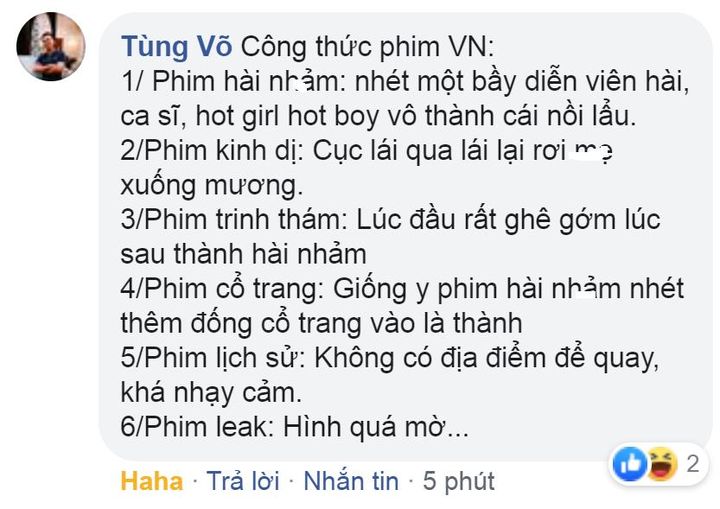 Tùng Võ Công thức phim VN:
1/ Phim hài nhảm: nhét một bầy diễn viên hài,
ca sĩ, hot girl hot boy vô thành cái nồi lẩu.
2/Phim kinh dị: Cục lái qua lái lại rơi mẹ
xuống mương.
3/Phim trinh thám: Lúc đầu rất ghê gớm lúc
sau thành hài nhảm
4/Phim cổ trang: Giống y phim hài nhảm nhét
thêm đống cổ trang vào là thành
5/Phim lịch sử: Không có địa điểm để quay,
khá nhạy cảm.
6/Phim leak: Hình quá mờ...
2
Haha · Trả lời · Nhắn tin · 5 phút